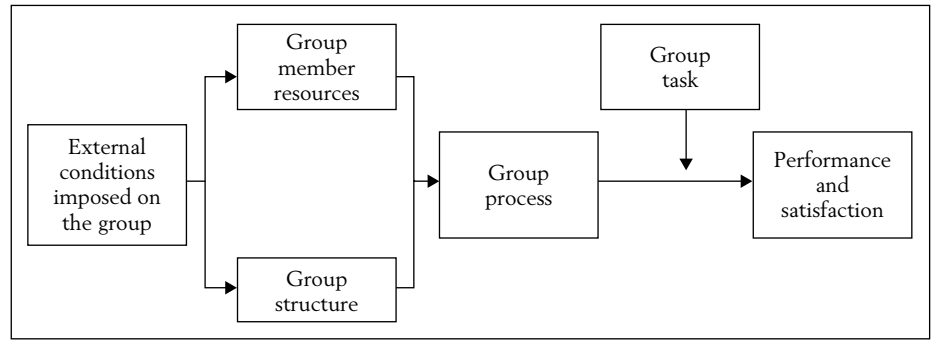 External
conditions
imposed on
the group
Group
member
resources
Group
structure
Group
process
Group
task
Performance
and
satisfaction